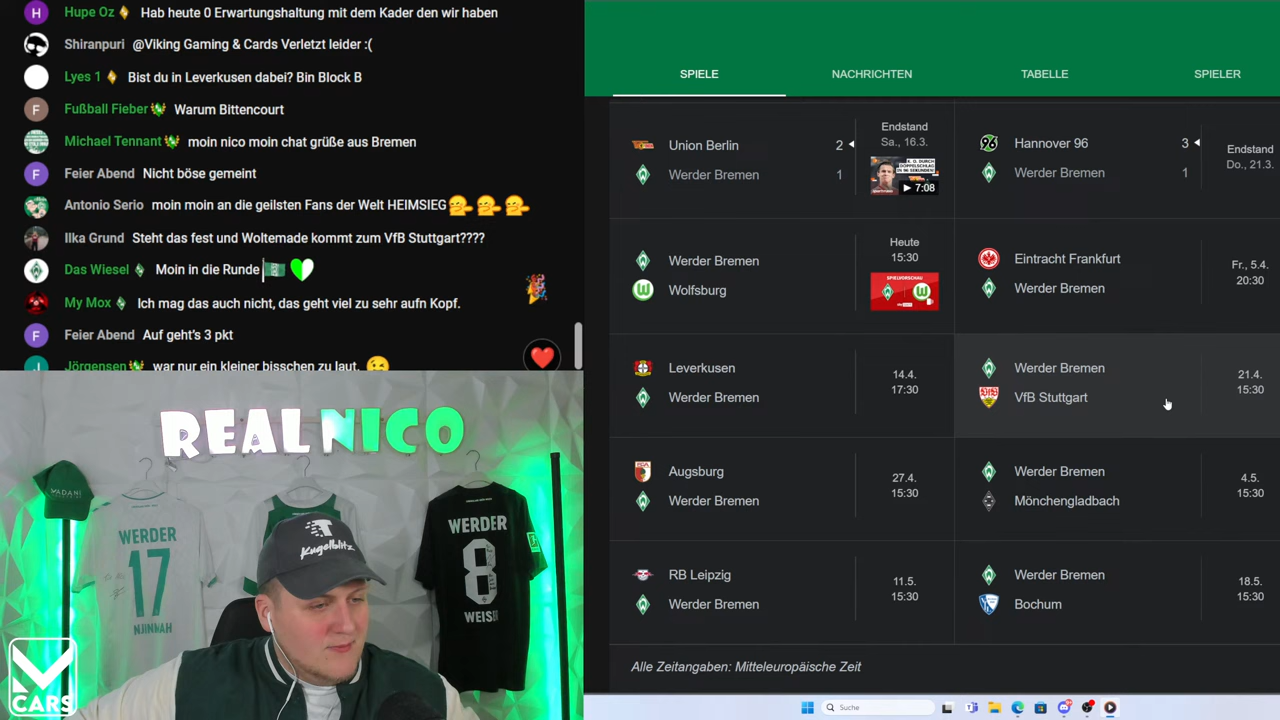 Hupe Oz Hab heute 0 Erwartungshaltung mit dem Kader den wir haben
Shiranpuri @Viking Gaming & Cards Verletzt leider :(
Lyes 1 Bist du in Leverkusen dabei? Bin Block B
Fußball Fieber Warum Bittencourt
Michael Tennant moin nico moin chat grüße aus Bremen
Feier Abend Nicht böse gemeint
Antonio Serio moin moin an die geilsten Fans der Welt HEIMSIEG
Ilka Grund Steht das fest und Woltemade kommt zum VfB Stuttgart????
Das Wiesel Moin in die Runde
My Mox Ich mag das auch nicht, das geht viel zu sehr aufn Kopf.
Feier Abend Auf geht's 3 pkt
Jörgensen war nur ein kleiner bisschen zu laut.
REALNICO
WERDER
17
NJINMAH
Kugelblitz
WERDER
8
WEISE
CARS
SPIELE NACHRICHTEN TABELLE SPIELER
Union Berlin 2
Werder Bremen 1
Endstand
Sa., 16.3.
7:08
Hannover 96 3
Werder Bremen 1
Endstand
Do., 21.3.
Werder Bremen
Wolfsburg
Heute
15:30
SPIELVORSCHAU
Eintracht Frankfurt
Werder Bremen
Fr., 5.4.
20:30
Leverkusen
Werder Bremen
14.4.
17:30
Werder Bremen
VfB Stuttgart
21.4.
15:30
Augsburg
Werder Bremen
27.4.
15:30
Werder Bremen
Mönchengladbach
4.5.
15:30
RB Leipzig
Werder Bremen
11.5.
15:30
Werder Bremen
Bochum
18.5.
15:30
Alle Zeitangaben: Mitteleuropäische Zeit
Suche